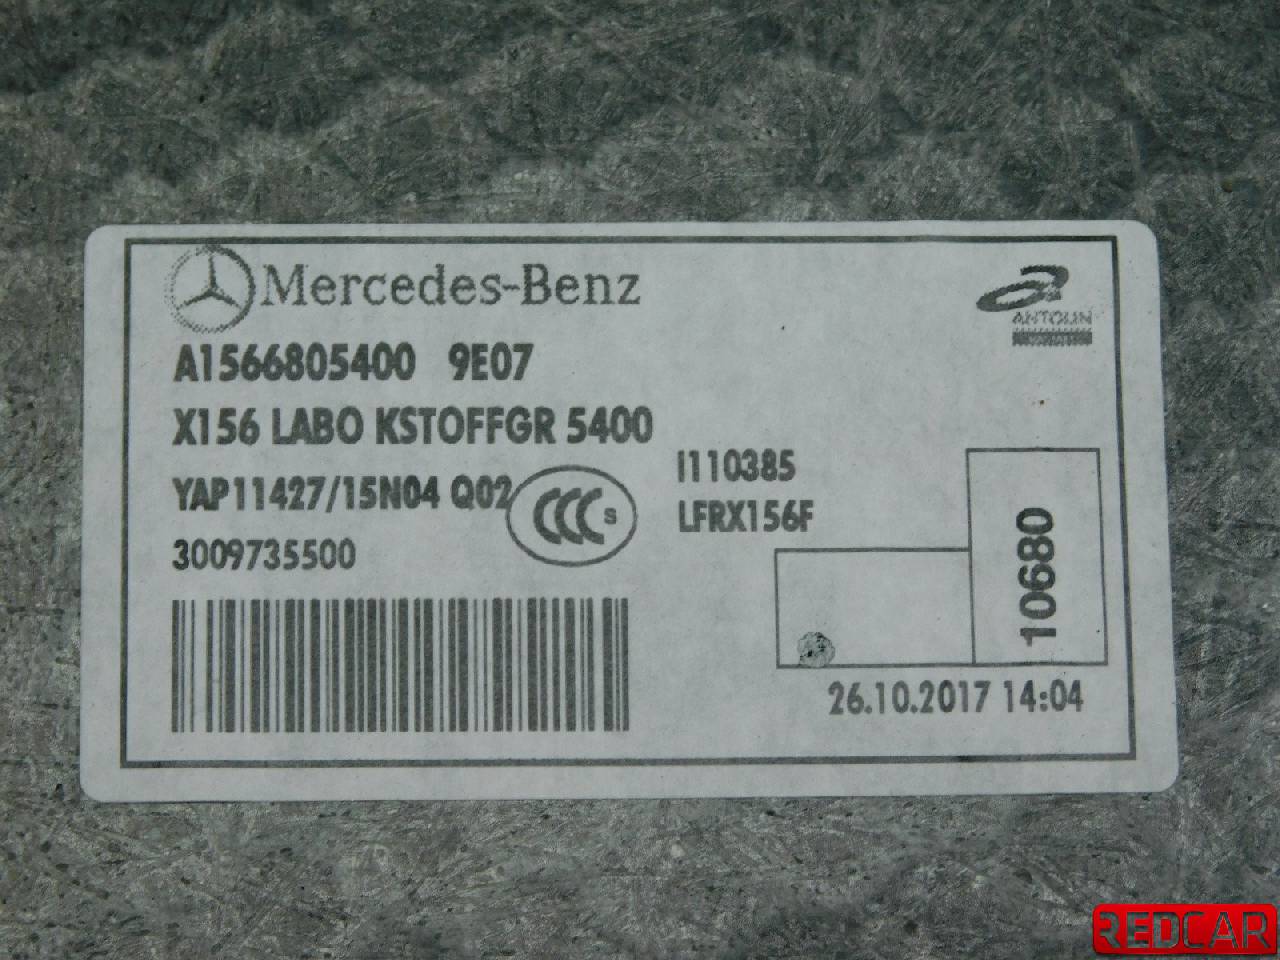 Mercedes-Benz
ANTOLIN
A1566805400 9E07
X156 LABO KSTOFFGR 5400
YAP11427/15N04 Q02
CCC S
I110385
LFRX156F
3009735500
10680
26.10.2017 14:04
REDCAR